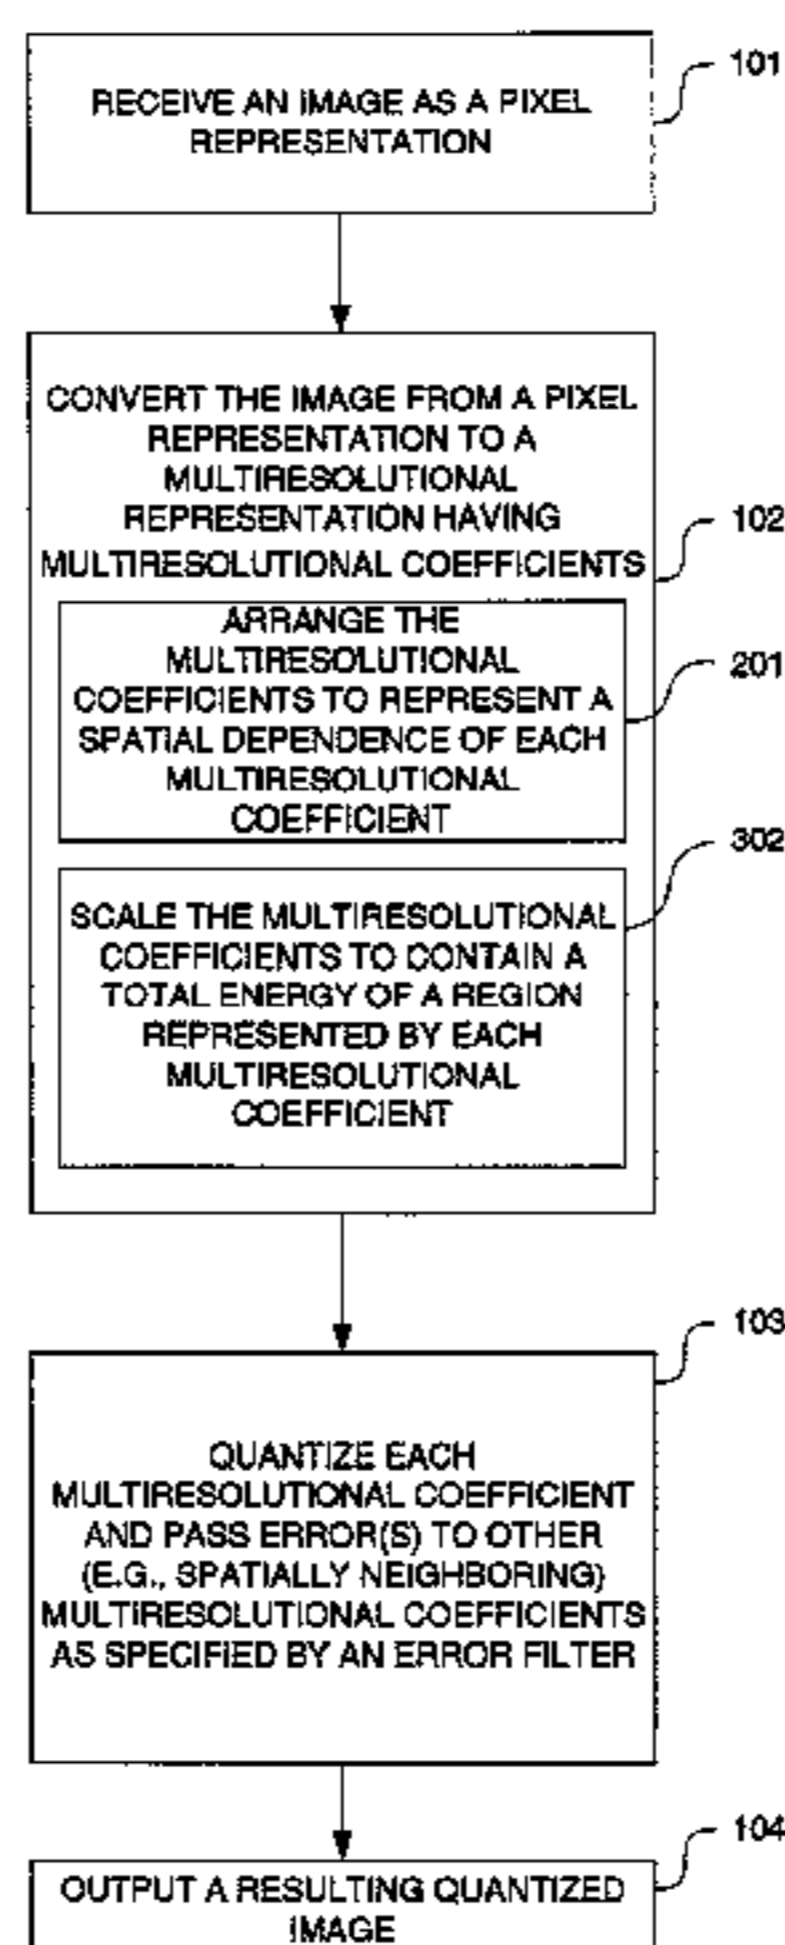 RECEIVE AN IMAGE AS A PIXEL
REPRESENTATION
101
CONVERT THE IMAGE FROM A PIXEL
REPRESENTATION TO A
MULTIRESOLUTIONAL
REPRESENTATION HAVING
MULTIRESOLUTIONAL COEFFICIENTS
102
ARRANGE THE
MULTIRESOLUTIONAL
COEFFICIENTS TO REPRESENT A
SPATIAL DEPENDENCE OF EACH
MULTIRESOLUTIONAL
COEFFICIENT
201
SCALE THE MULTIRESOLUTIONAL
COEFFICIENTS TO CONTAIN A
TOTAL ENERGY OF A REGION
REPRESENTED BY EACH
MULTIRESOLUTIONAL
COEFFICIENT
302
QUANTIZE EACH
MULTIRESOLUTIONAL COEFFICIENT
AND PASS ERROR(S) TO OTHER
(E.G., SPATIALLY NEIGHBORING)
MULTIRESOLUTIONAL COEFFICIENTS
AS SPECIFIED BY AN ERROR FILTER
103
OUTPUT A RESULTING QUANTIZED
IMAGE
104